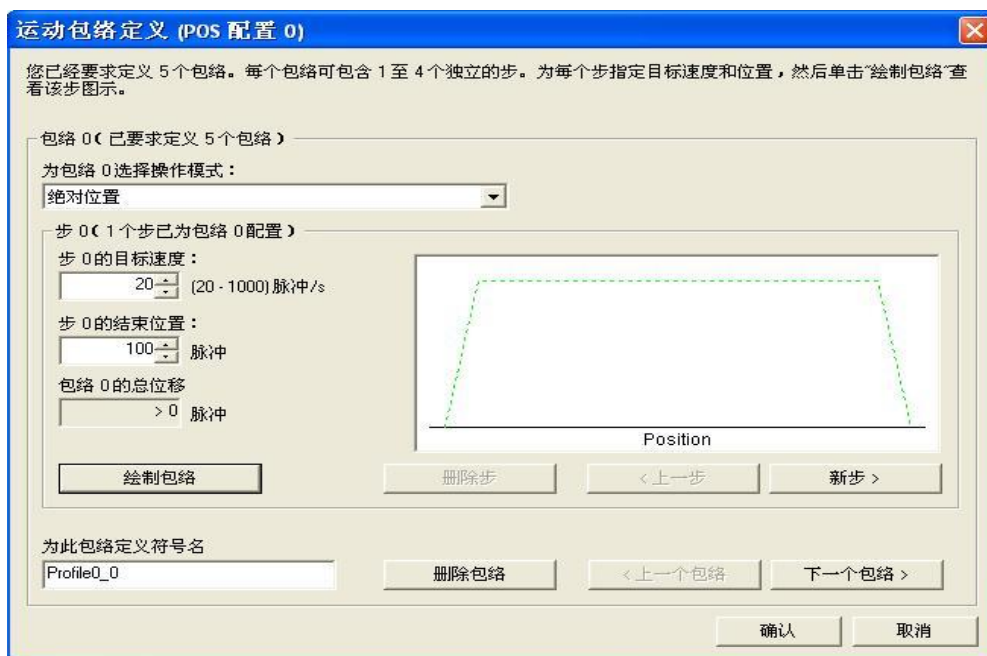 运动包络定义 (POS 配置 0)
您已经要求定义 5个包络。每个包络可包含 1 至 4 个独立的步。为每个步指定目标速度和位置，然后单击“绘制包络”查
看该步图示。
包络 0( 已要求定义 5个包络 )
为包络 0选择操作模式：
绝对位置
步 0( 1 个步已为包络 0配置 )
步 0的目标速度：
20 (20 - 1000) 脉冲/s
步 0的结束位置：
100 脉冲
包络 0的总位移
> 0 脉冲
Position
绘制包络 删除步 < 上一步 新步 >
为此包络定义符号名
Profile0_0 删除包络 < 上一个包络 下一个包络 >
确认 取消